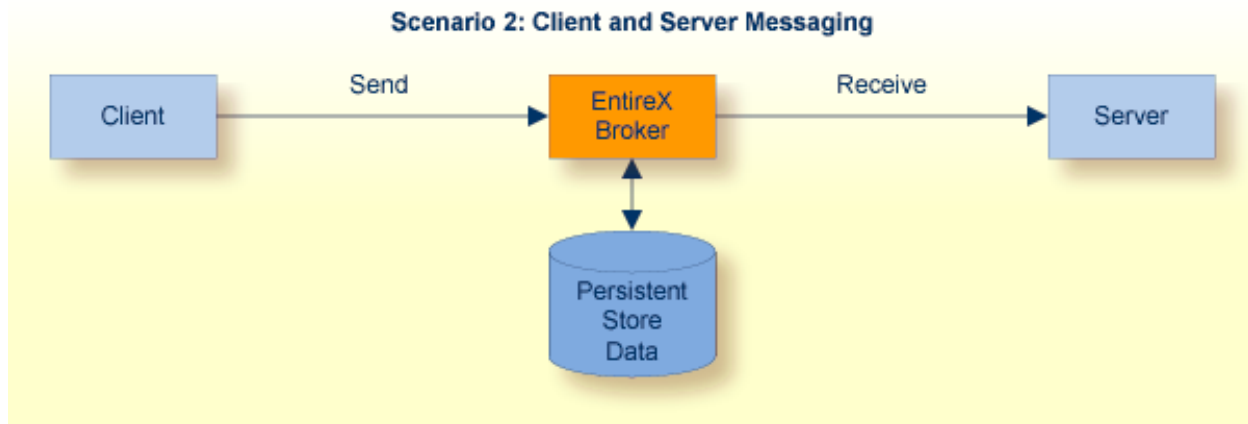 Scenario 2: Client and Server Messaging
Send
Receive
Client
EntireX
Broker
Server
Persistent
Store
Data